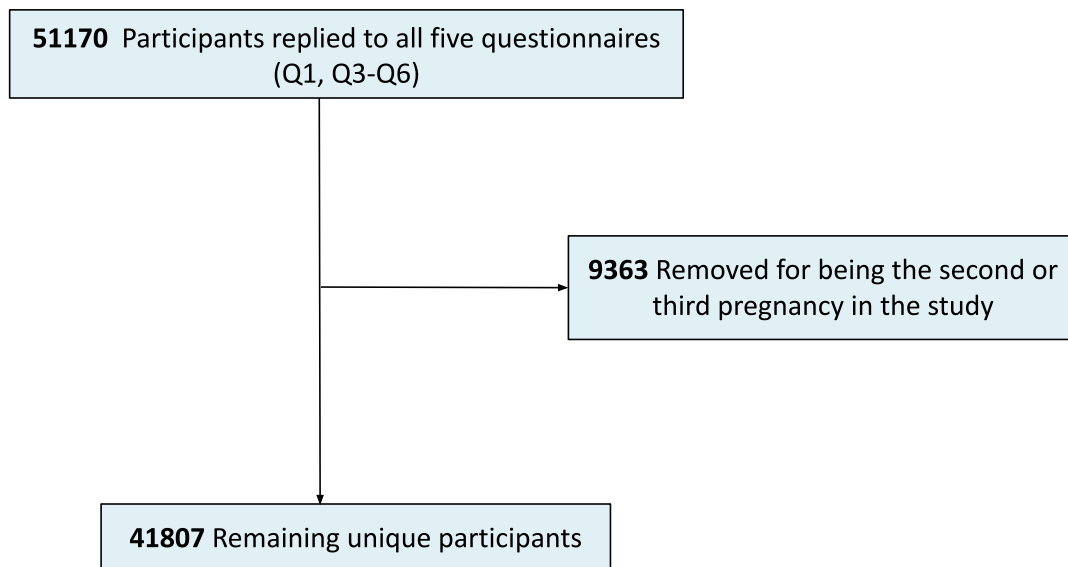 51170 Participants replied to all five questionnaires
(Q1, Q3-Q6)
9363 Removed for being the second or
third pregnancy in the study
41807 Remaining unique participants